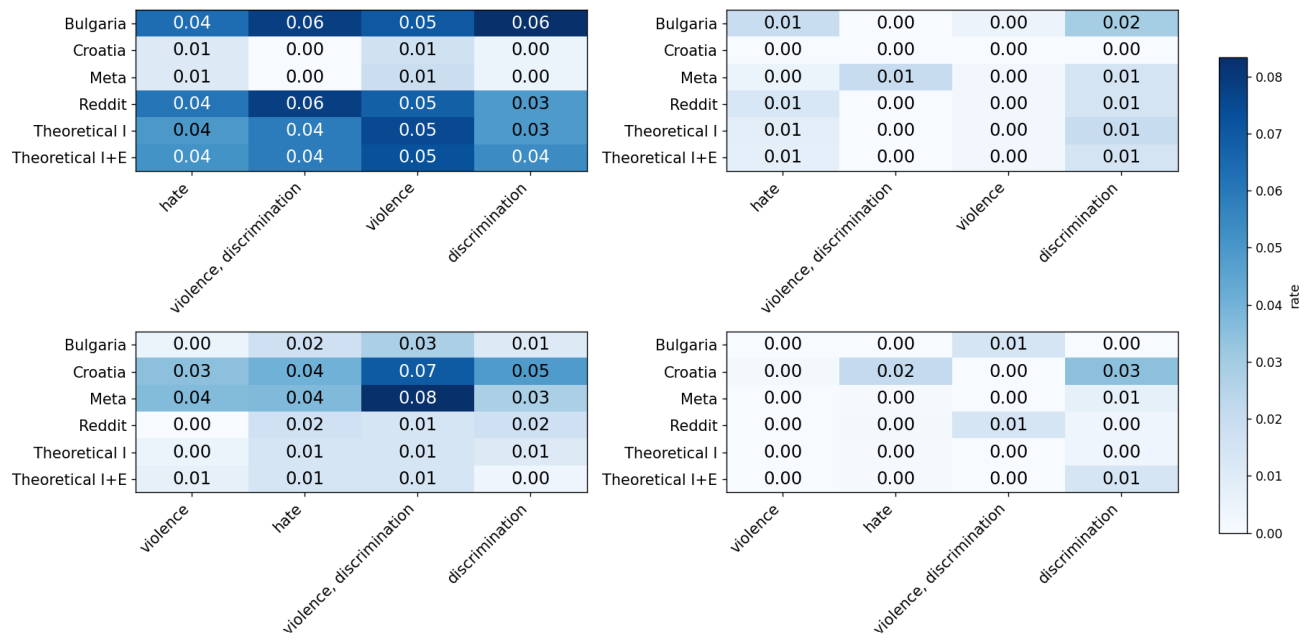 Bulgaria 0.04 0.06 0.05 0.06
Croatia 0.01 0.00 0.01 0.00
Meta 0.01 0.00 0.01 0.00
Reddit 0.04 0.06 0.05 0.03
Theoretical I 0.04 0.04 0.05 0.03
Theoretical I+E 0.04 0.04 0.05 0.04
hate
violence, discrimination
violence
discrimination
Bulgaria 0.01 0.00 0.00 0.02
Croatia 0.00 0.00 0.00 0.00
Meta 0.00 0.01 0.00 0.01
Reddit 0.01 0.00 0.00 0.01
Theoretical I 0.01 0.00 0.00 0.01
Theoretical I+E 0.01 0.00 0.00 0.01
hate
violence, discrimination
violence
discrimination
Bulgaria 0.00 0.02 0.03 0.01
Croatia 0.03 0.04 0.07 0.05
Meta 0.04 0.04 0.08 0.03
Reddit 0.00 0.02 0.01 0.02
Theoretical I 0.00 0.01 0.01 0.01
Theoretical I+E 0.01 0.01 0.01 0.00
violence
hate
violence, discrimination
discrimination
Bulgaria 0.00 0.00 0.01 0.00
Croatia 0.00 0.02 0.00 0.03
Meta 0.00 0.00 0.00 0.01
Reddit 0.00 0.00 0.01 0.00
Theoretical I 0.00 0.00 0.00 0.00
Theoretical I+E 0.00 0.00 0.00 0.01
violence
hate
violence, discrimination
discrimination
0.08
0.07
0.06
0.05
0.04
0.03
0.02
0.01
0.00
rate